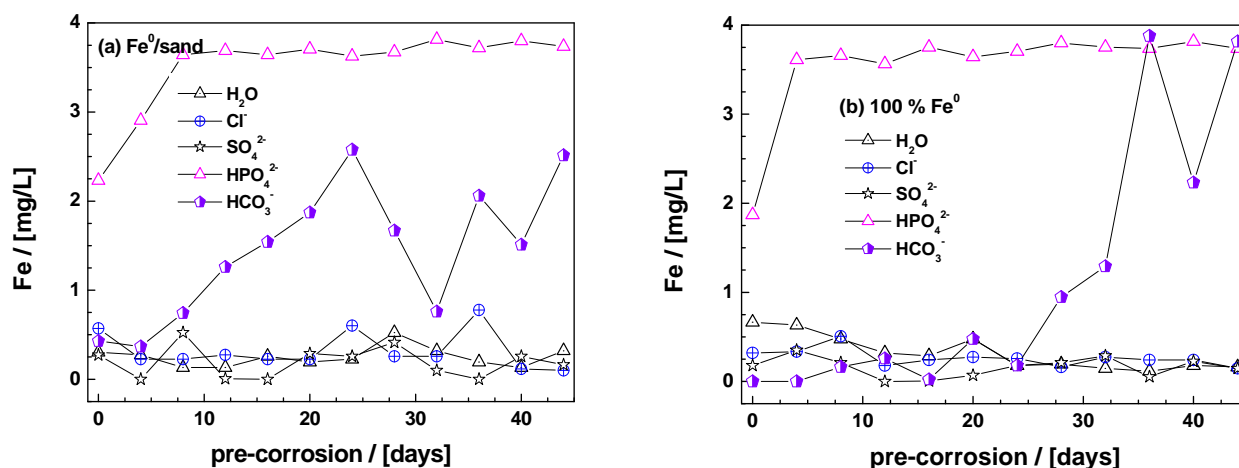 (a) Fe⁰/sand
H₂O
Cl⁻
SO₄²⁻
HPO₄²⁻
HCO₃⁻
4
3
2
1
0
Fe / [mg/L]
0 10 20 30 40
pre-corrosion / [days]
(b) 100 % Fe⁰
H₂O
Cl⁻
SO₄²⁻
HPO₄²⁻
HCO₃⁻
4
3
2
1
0
Fe / [mg/L]
0 10 20 30 40
pre-corrosion / [days]